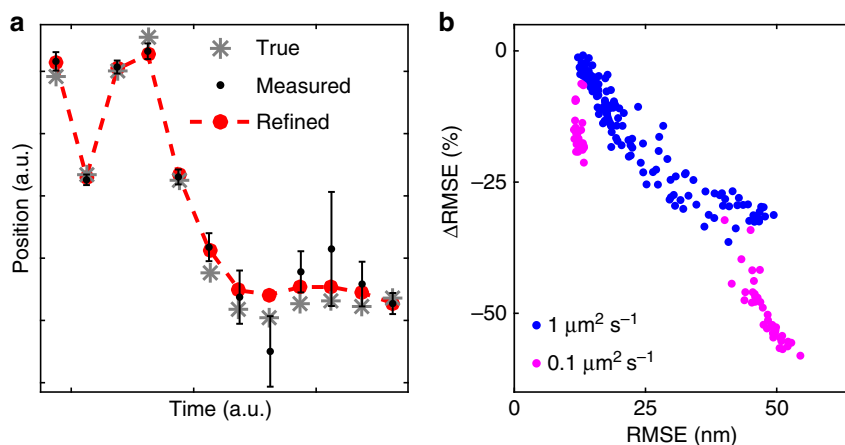 a
True
Measured
Refined
Position (a.u.)
Time (a.u.)
b
−0
−25
−50
ΔRMSE (%)
1 μm² s⁻¹
0.1 μm² s⁻¹
0 25 50
RMSE (nm)